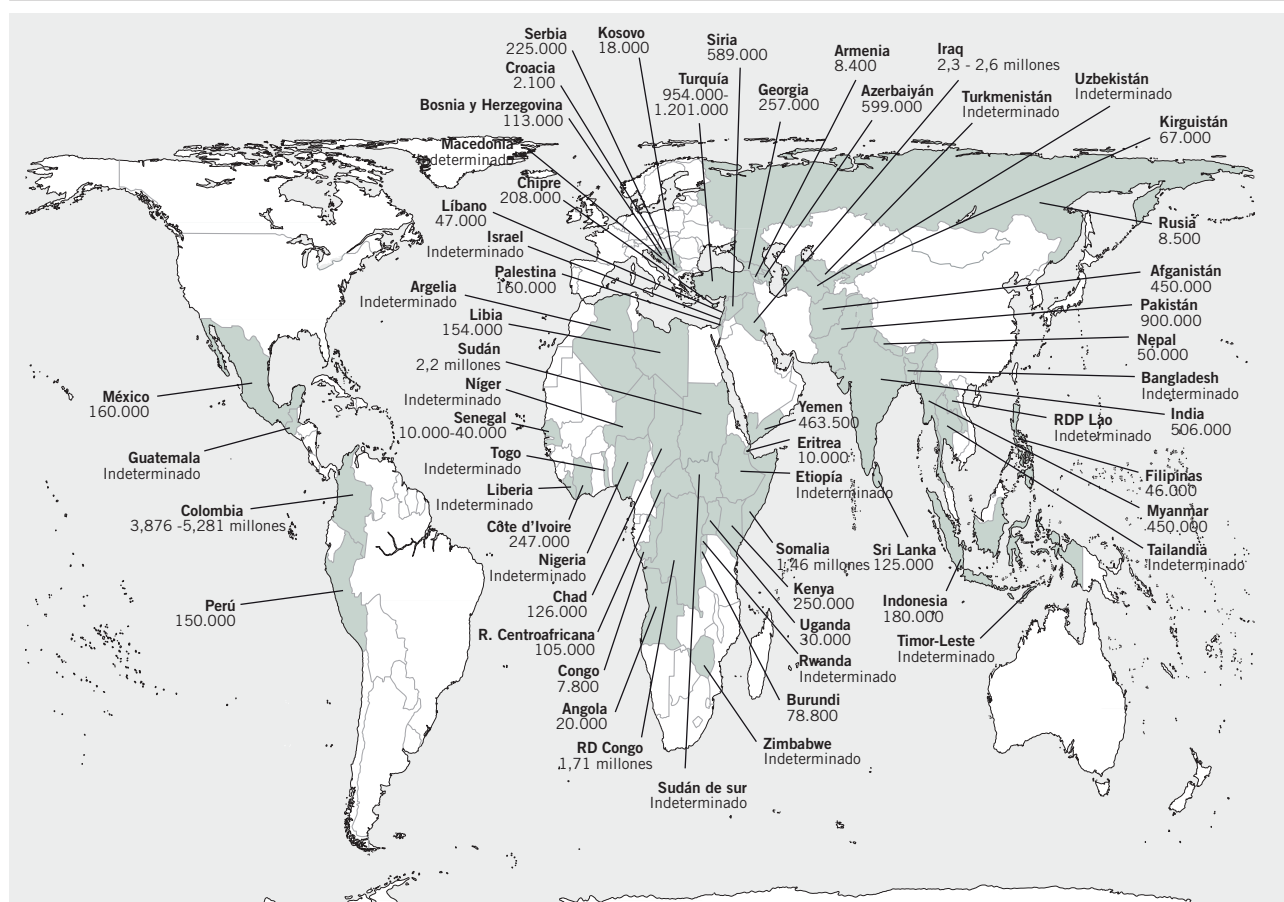 Serbia
225.000
Kosovo
18.000
Siria
589.000
Croacia
2.100
Turquía
954.000-
1.201.000
Georgia
257.000
Armenia
8.400
Iraq
2,3 - 2,6 millones
Azerbaiyán
599.000
Turkmenistán
Indeterminado
Uzbekistán
Indeterminado
Kirguistán
67.000
Bosnia y Herzegovina
113.000
Macedonia
Indeterminado
Chipre
208.000
Líbano
47.000
Israel
Indeterminado
Palestina
160.000
Argelia
Indeterminado
Libia
154.000
Sudán
2,2 millones
Níger
Indeterminado
Senegal
10.000-40.000
Togo
Indeterminado
Liberia
Indeterminado
Côte d’Ivoire
247.000
Nigeria
Indeterminado
Chad
126.000
R. Centroafricana
105.000
Congo
7.800
Angola
20.000
RD Congo
1,71 millones
Sudán de sur
Indeterminado
México
160.000
Guatemala
Indeterminado
Colombia
3,876 -5,281 millones
Perú
150.000
Rusia
8.500
Afganistán
450.000
Pakistán
900.000
Nepal
50.000
Bangladesh
Indeterminado
India
506.000
RDP Lao
Indeterminado
Filipinas
46.000
Myanmar
450.000
Tailandia
Indeterminado
Yemen
463.500
Eritrea
10.000
Etiopía
Indeterminado
Somalia
1,46 millones
Sri Lanka
125.000
Kenya
250.000
Indonesia
180.000
Uganda
30.000
Timor-Leste
Indeterminado
Rwanda
Indeterminado
Burundi
78.800
Zimbabwe
Indeterminado